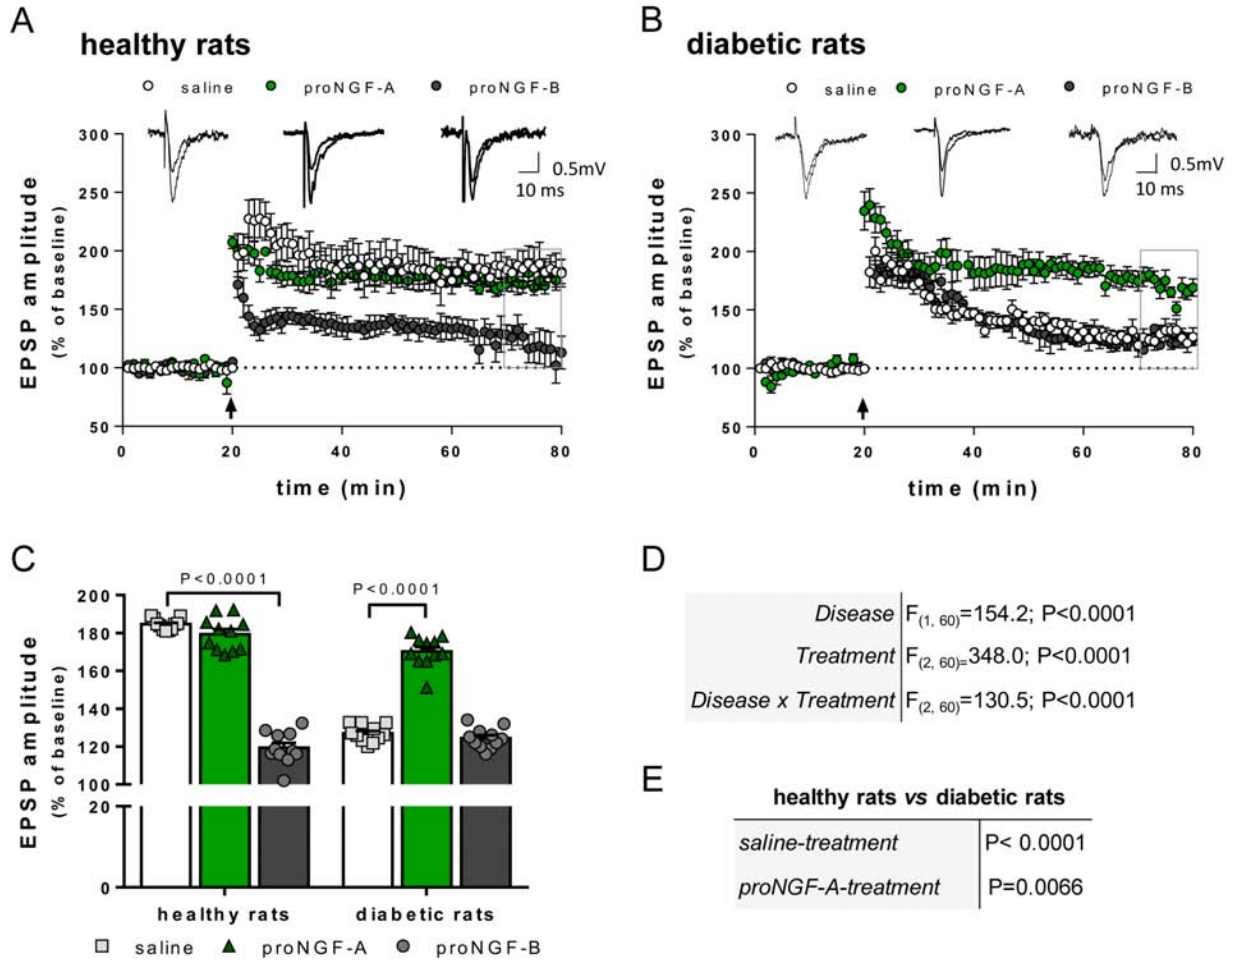 A
healthy rats
saline proNGF-A proNGF-B
300
250
200
150
100
50
0 20 40 60 80
EPSP amplitude
(% of baseline)
time (min)
0.5mV
10 ms
B
diabetic rats
saline proNGF-A proNGF-B
300
250
200
150
100
50
0 20 40 60 80
EPSP amplitude
(% of baseline)
time (min)
0.5mV
10 ms
C
P<0.0001
P<0.0001
200
180
160
140
120
100
20
0
EPSP amplitude
(% of baseline)
healthy rats diabetic rats
saline proNGF-A proNGF-B
D
Disease F(1, 60)=154.2; P<0.0001
Treatment F(2, 60)=348.0; P<0.0001
Disease x Treatment F(2, 60)=130.5; P<0.0001
E
healthy rats vs diabetic rats
saline-treatment P< 0.0001
proNGF-A-treatment P=0.0066